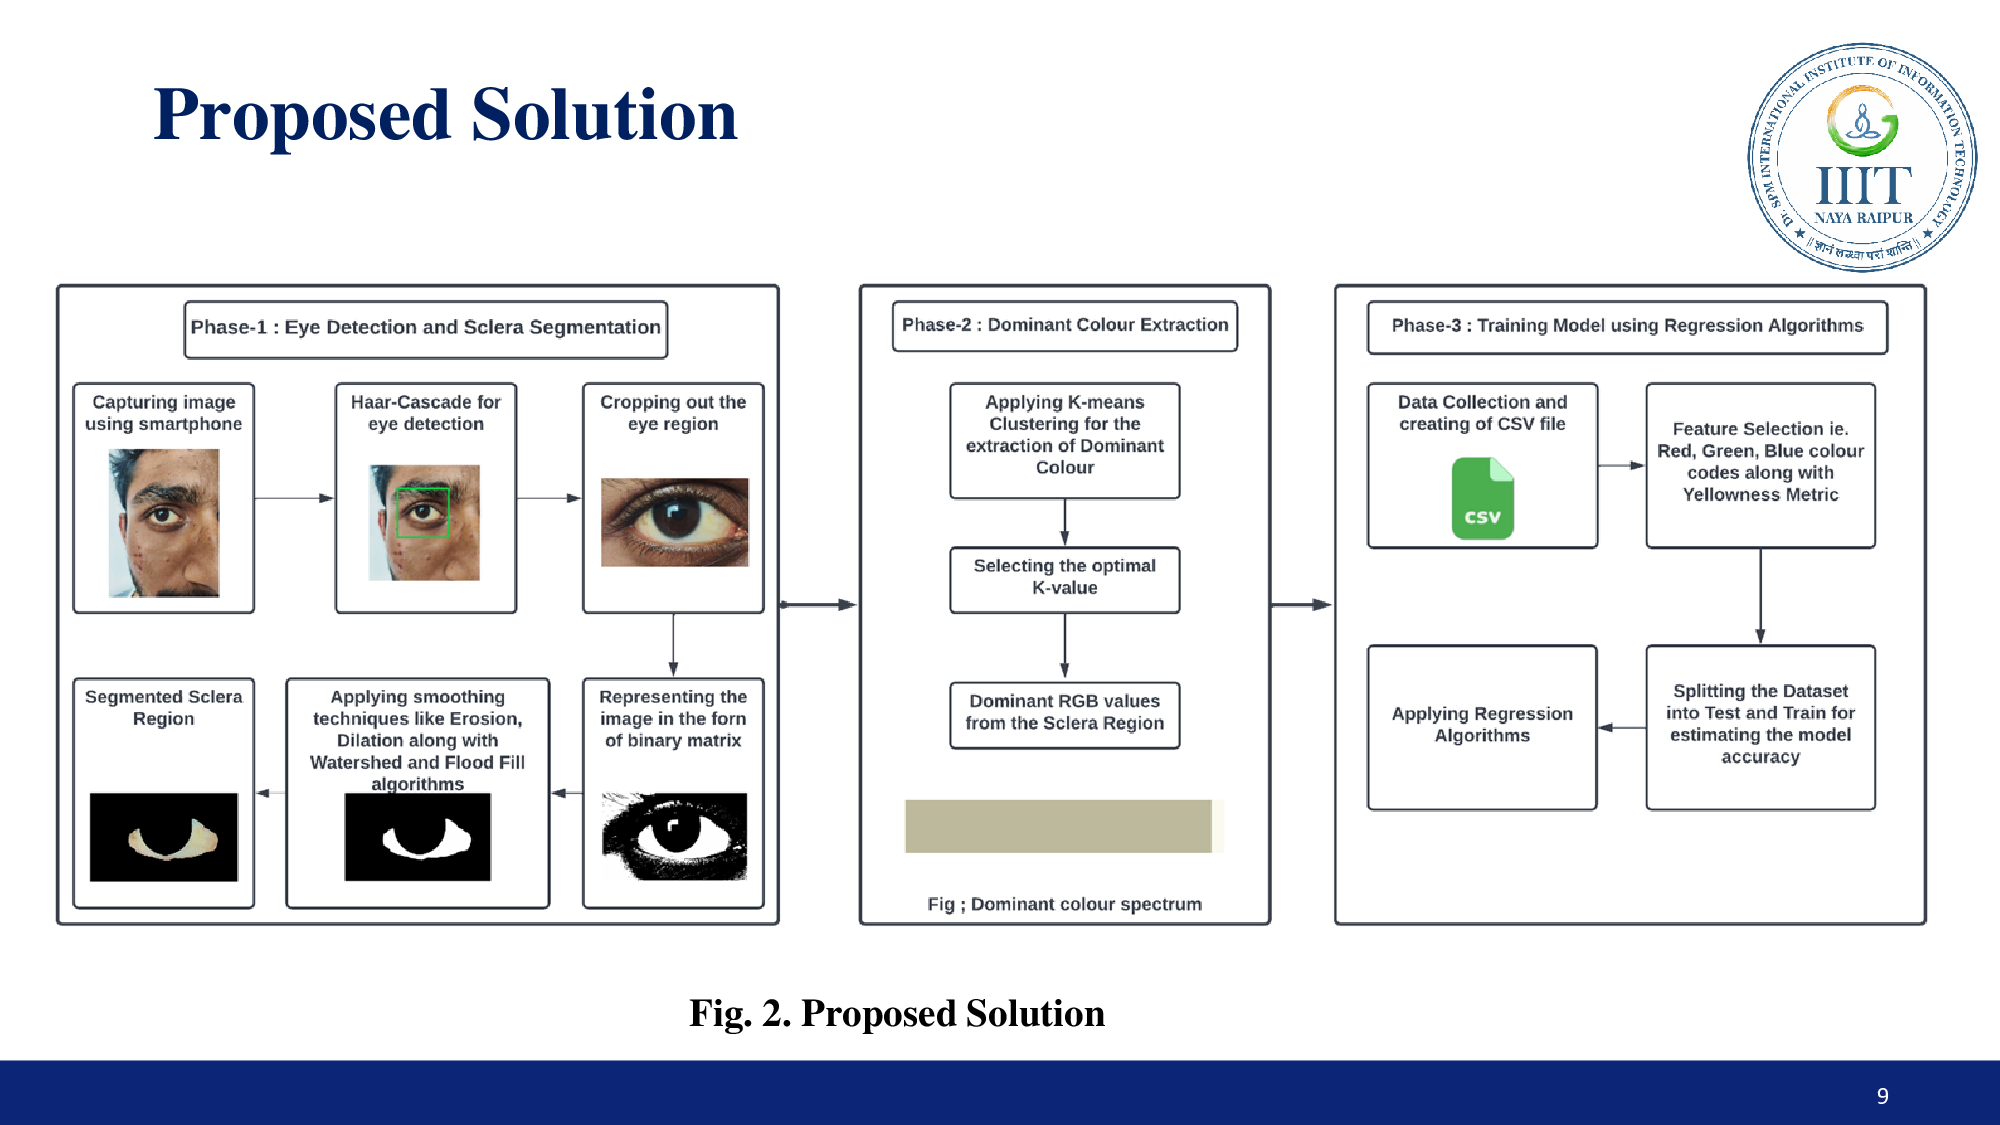 Proposed Solution
Dr. SPM INTERNATIONAL INSTITUTE OF INFORMATION TECHNOLOGY
IIIT
NAYA RAIPUR
|| ज्ञानं लब्ध्वा परां शान्ति ||
Phase-1 : Eye Detection and Sclera Segmentation
Capturing image
using smartphone
Haar-Cascade for
eye detection
Cropping out the
eye region
Segmented Sclera
Region
Applying smoothing
techniques like Erosion,
Dilation along with
Watershed and Flood Fill
algorithms
Representing the
image in the forn
of binary matrix
Phase-2 : Dominant Colour Extraction
Applying K-means
Clustering for the
extraction of Dominant
Colour
Selecting the optimal
K-value
Dominant RGB values
from the Sclera Region
Fig ; Dominant colour spectrum
Phase-3 : Training Model using Regression Algorithms
Data Collection and
creating of CSV file
csv
Feature Selection ie.
Red, Green, Blue colour
codes along with
Yellowness Metric
Applying Regression
Algorithms
Splitting the Dataset
into Test and Train for
estimating the model
accuracy
Fig. 2. Proposed Solution
9